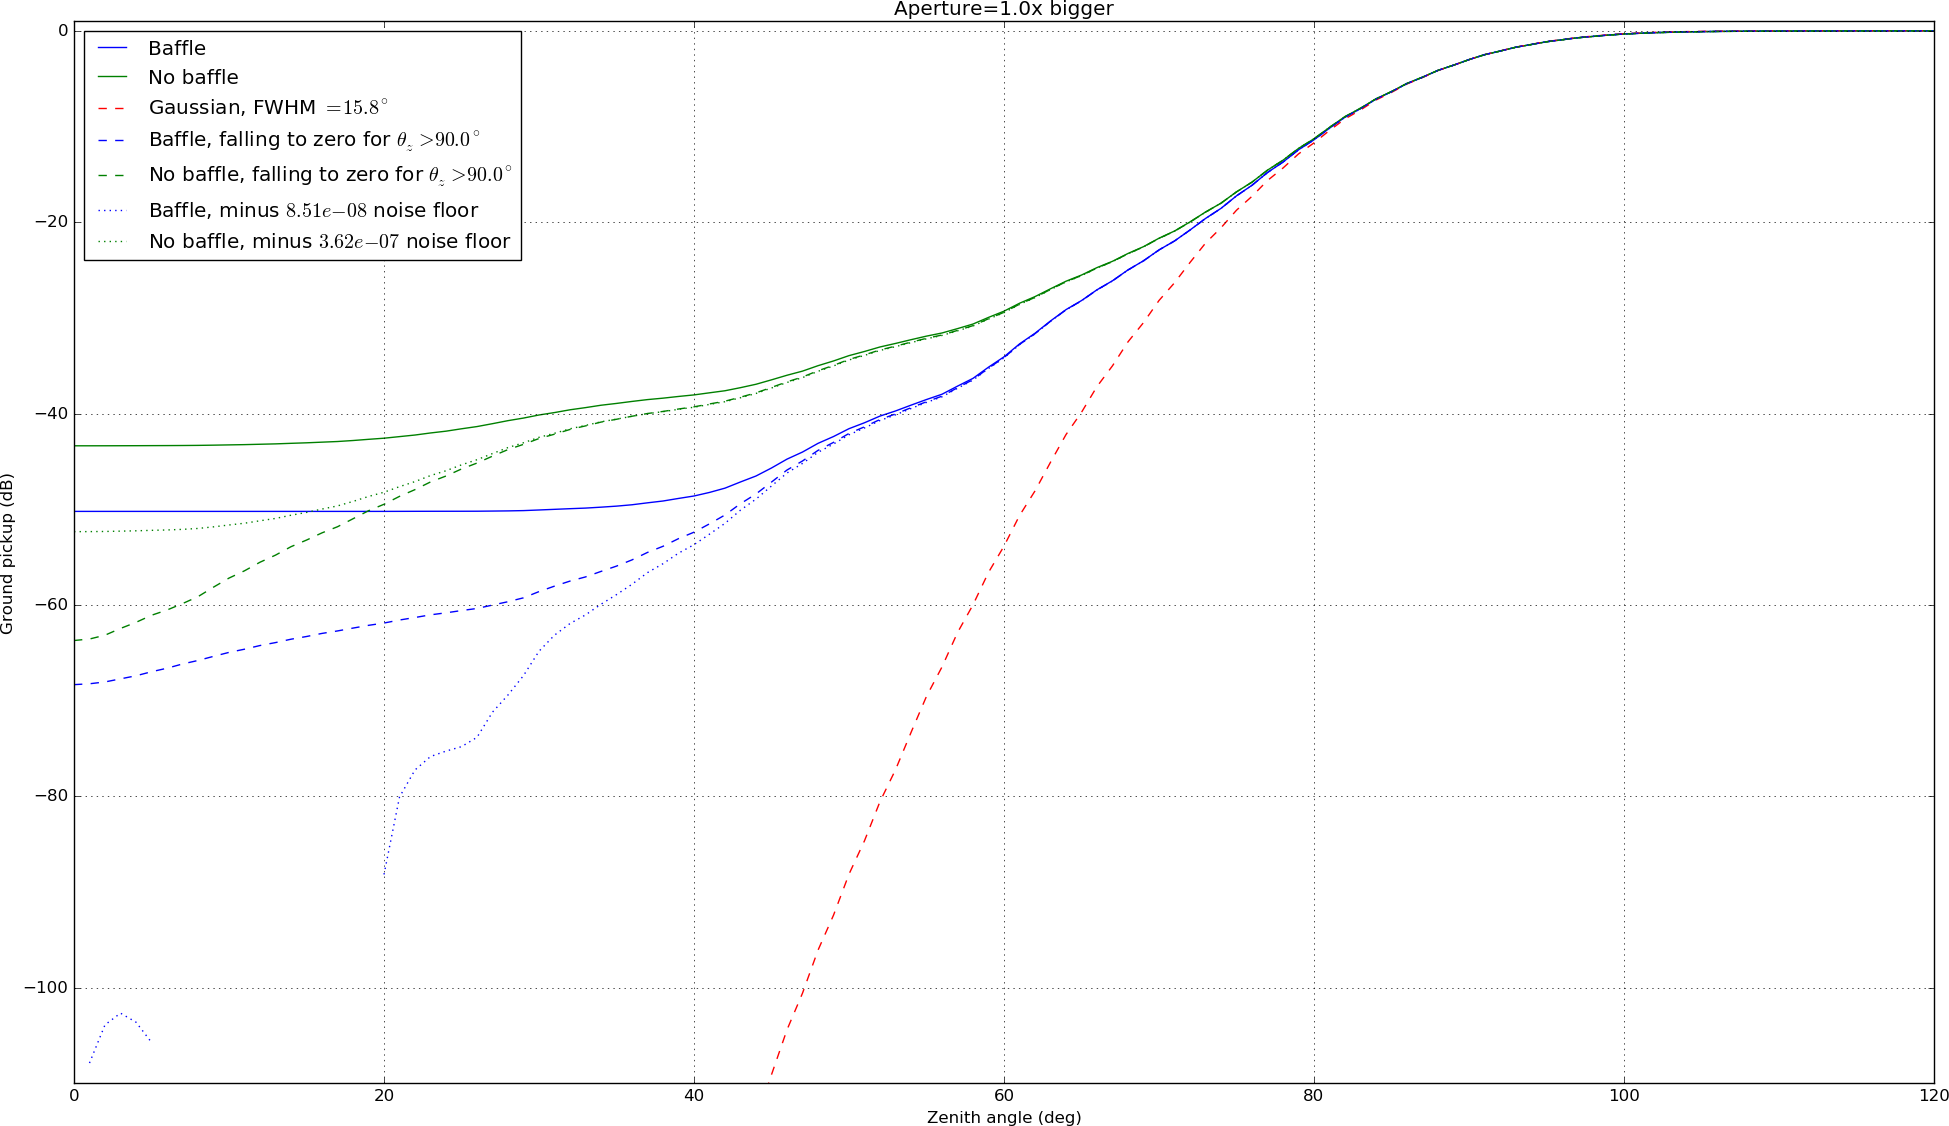 Aperture=1.0x bigger
Baffle
No baffle
Gaussian, FWHM =15.8°
Baffle, falling to zero for θ_z >90.0°
No baffle, falling to zero for θ_z >90.0°
Baffle, minus 8.51e−08 noise floor
No baffle, minus 3.62e−07 noise floor
Ground pickup (dB)
0
−20
−40
−60
−80
−100
0 20 40 60 80 100 120
Zenith angle (deg)